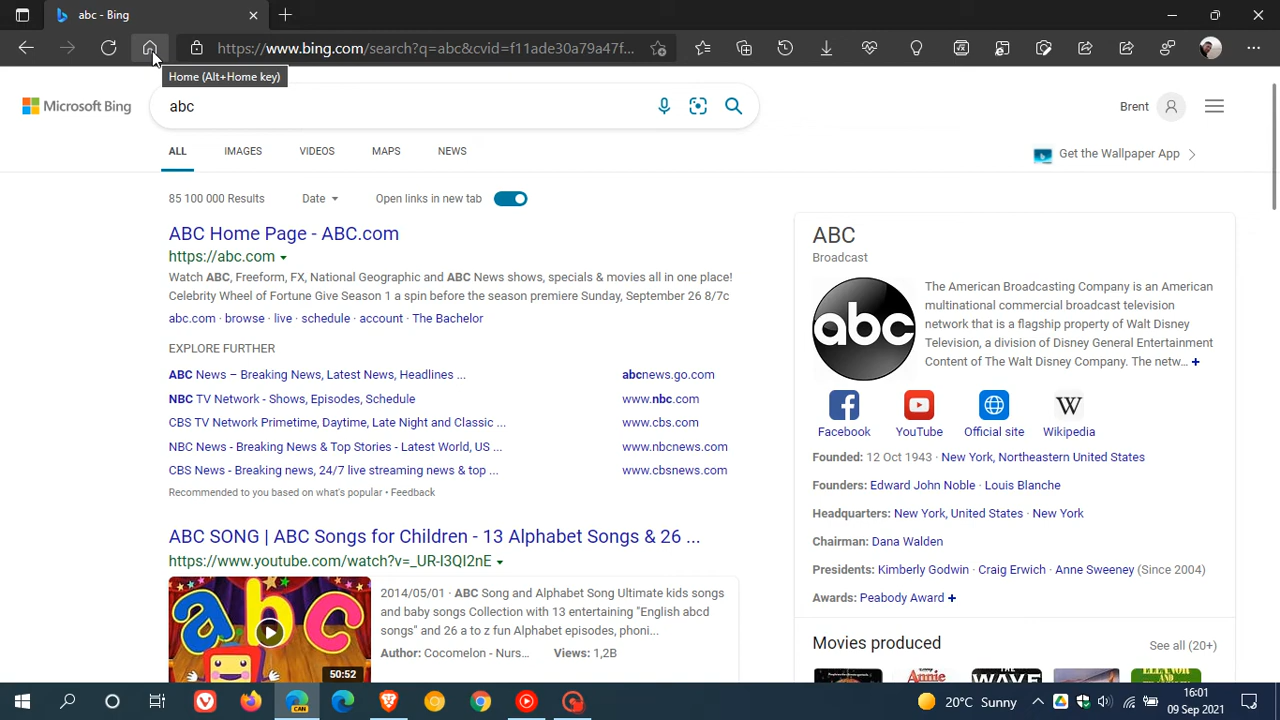 abc - Bing
https://www.bing.com/search?q=abc&cvid=f11ade30a79a47f...
Home (Alt+Home key)
Microsoft Bing
abc
Brent
ALL IMAGES VIDEOS MAPS NEWS
Get the Wallpaper App
85 100 000 Results Date Open links in new tab
ABC Home Page - ABC.com
https://abc.com
Watch ABC, Freeform, FX, National Geographic and ABC News shows, specials & movies all in one place!
Celebrity Wheel of Fortune Give Season 1 a spin before the season premiere Sunday, September 26 8/7c
abc.com · browse · live · schedule · account · The Bachelor
EXPLORE FURTHER
ABC News – Breaking News, Latest News, Headlines ... abcnews.go.com
NBC TV Network - Shows, Episodes, Schedule www.nbc.com
CBS TV Network Primetime, Daytime, Late Night and Classic ... www.cbs.com
NBC News - Breaking News & Top Stories - Latest World, US ... www.nbcnews.com
CBS News - Breaking news, 24/7 live streaming news & top ... www.cbsnews.com
Recommended to you based on what's popular • Feedback
ABC SONG | ABC Songs for Children - 13 Alphabet Songs & 26 ...
https://www.youtube.com/watch?v=_UR-l3QI2nE
abc
50:52
2014/05/01 · ABC Song and Alphabet Song Ultimate kids songs
and baby songs Collection with 13 entertaining "English abcd
songs" and 26 a to z fun Alphabet episodes, phoni...
Author: Cocomelon - Nurs... Views: 1,2B
ABC
Broadcast
abc
The American Broadcasting Company is an American
multinational commercial broadcast television
network that is a flagship property of Walt Disney
Television, a division of Disney General Entertainment
Content of The Walt Disney Company. The netw... +
W
Facebook YouTube Official site Wikipedia
Founded: 12 Oct 1943 · New York, Northeastern United States
Founders: Edward John Noble · Louis Blanche
Headquarters: New York, United States · New York
Chairman: Dana Walden
Presidents: Kimberly Godwin · Craig Erwich · Anne Sweeney (Since 2004)
Awards: Peabody Award +
Movies produced See all (20+)
Annie
THE
WAVE
ELEANOR
CAN
20°C Sunny
16:01
09 Sep 2021